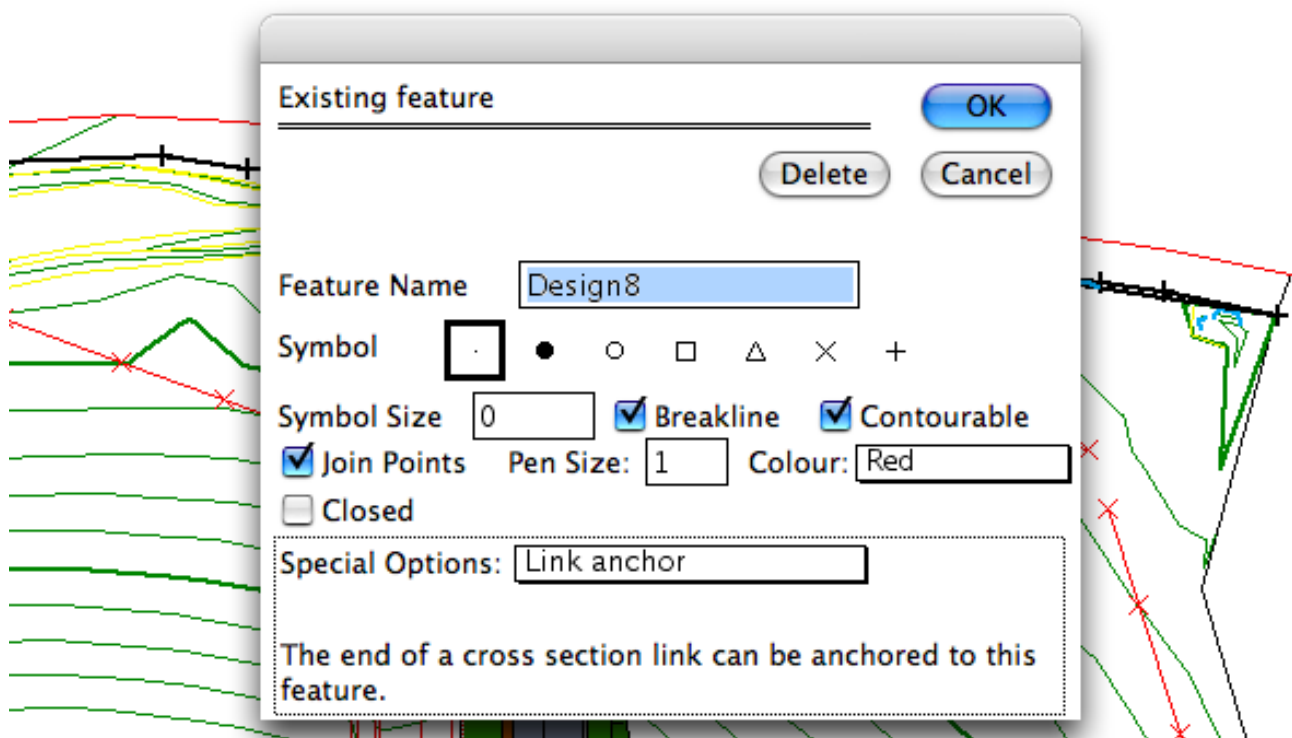 Existing feature
OK
Delete
Cancel
Feature Name Design8
Symbol
Symbol Size 0 Breakline Contourable
Join Points Pen Size: 1 Colour: Red
Closed
Special Options: Link anchor
The end of a cross section link can be anchored to this
feature.